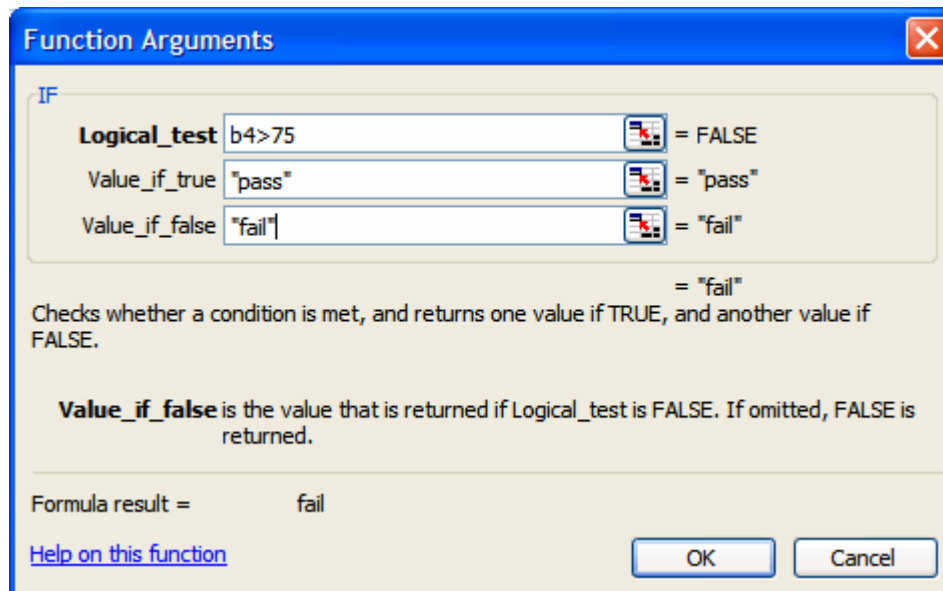 Function Arguments
IF
Logical_test b4>75 = FALSE
Value_if_true "pass" = "pass"
Value_if_false "fail" = "fail"
= "fail"
Checks whether a condition is met, and returns one value if TRUE, and another value if
FALSE.
Value_if_false is the value that is returned if Logical_test is FALSE. If omitted, FALSE is
returned.
Formula result = fail
Help on this function OK Cancel